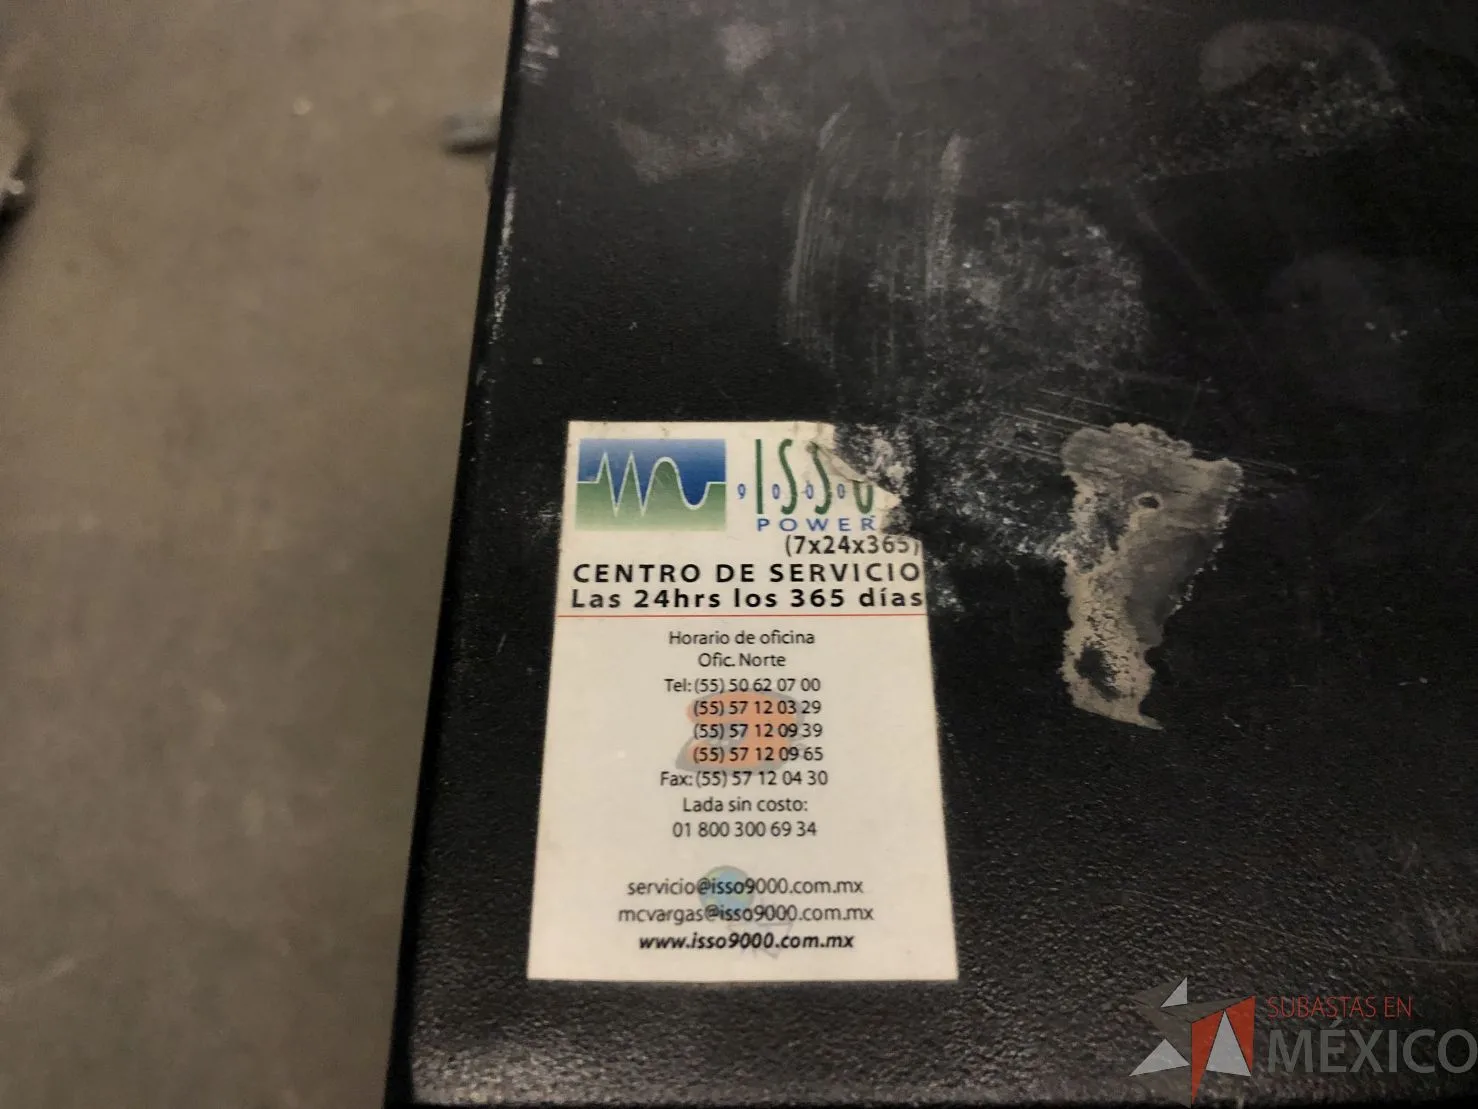 ISSO
9000
POWER
(7x24x365)
CENTRO DE SERVICIO
Las 24hrs los 365 días
Horario de oficina
Ofic. Norte
Tel: (55) 50 62 07 00
(55) 57 12 03 29
(55) 57 12 09 39
(55) 57 12 09 65
Fax: (55) 57 12 04 30
Lada sin costo:
01 800 300 69 34
servicio@isso9000.com.mx
mcvargas@isso9000.com.mx
www.isso9000.com.mx
SUBASTAS EN
MÉXICO